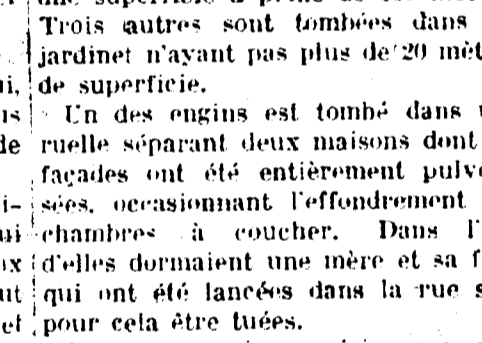 Trois autres sont tombées dans
jardinet n'ayant pas plus de 20 mèt
de superficie.
Un des engins est tombé dans
ruelle séparant deux maisons dont
façades ont été entièrement pulvé
sées, occasionnant l'effondrement
chambres à coucher. Dans l'
d'elles dormaient une mère et sa f
qui ont été lancées dans la rue s
pour cela être tuées.